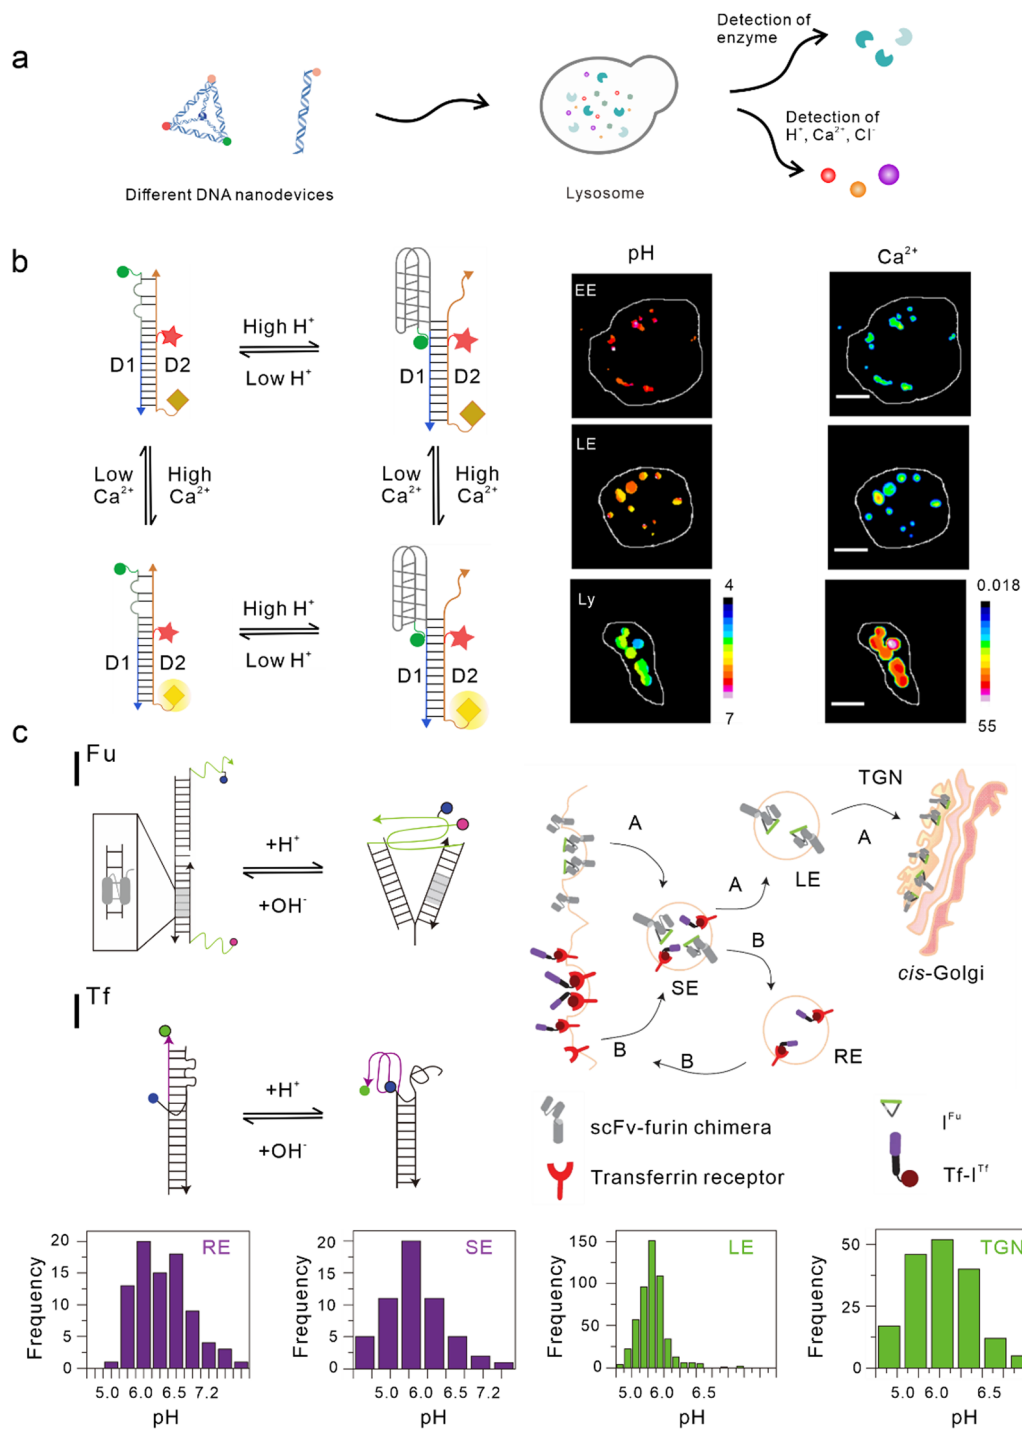 a
Different DNA nanodevices
Lysosome
Detection of
enzyme
Detection of
H⁺, Ca²⁺, Cl⁻
b
D1
D2
High H⁺
Low H⁺
D1
D2
Low
Ca²⁺
High
Ca²⁺
Low
Ca²⁺
High
Ca²⁺
D1
D2
High H⁺
Low H⁺
D1
D2
pH
Ca²⁺
EE
LE
Ly
4
7
0.018
55
c
I Fu
+H⁺
+OH⁻
I Tf
+H⁺
+OH⁻
A
A
A
B
B
B
B
SE
LE
RE
TGN
cis-Golgi
scFv-furin chimera
Transferrin receptor
I^Fu
Tf-I^Tf
Frequency
20
15
10
5
0
RE
5.0 6.0 6.5 7.2
pH
Frequency
20
15
10
5
0
SE
5.0 6.0 6.5 7.2
pH
Frequency
150
100
50
0
LE
5.0 6.0 6.5
pH
Frequency
50
25
0
TGN
5.0 6.0 6.5
pH